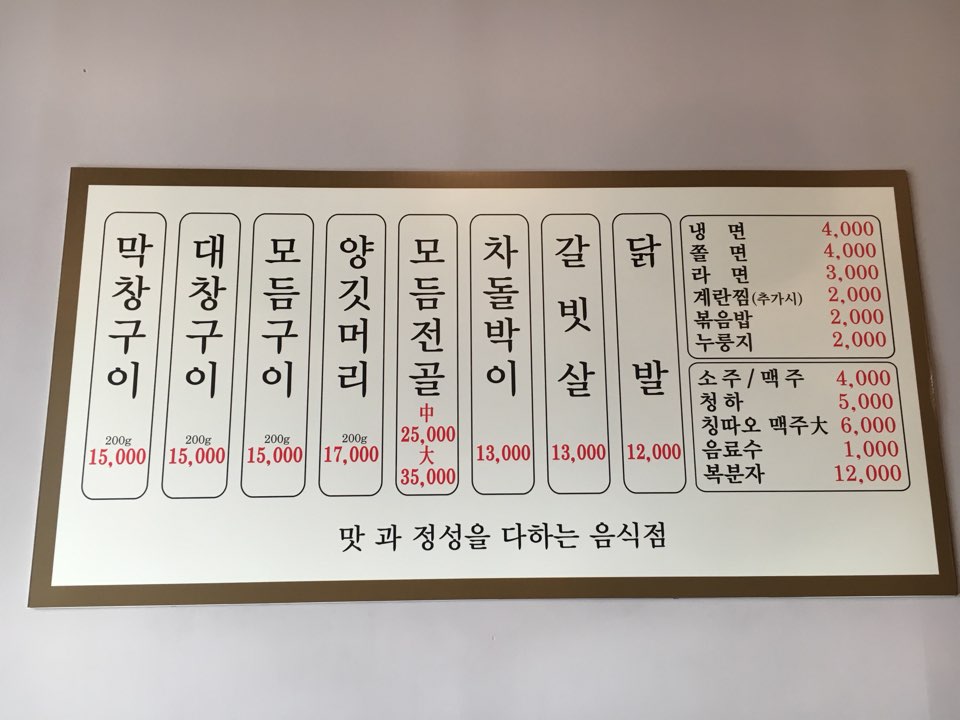 막창구이
200g
15,000
대창구이
200g
15,000
모듬구이
200g
15,000
양깃머리
200g
17,000
모듬전골
中
25,000
大
35,000
차돌박이
13,000
갈빗살
13,000
닭발
12,000
냉 면 4,000
쫄 면 4,000
라 면 3,000
계란찜(추가시) 2,000
볶음밥 2,000
누룽지 2,000
소주/맥주 4,000
청하 5,000
칭따오 맥주大 6,000
음료수 1,000
복분자 12,000
맛 과 정성을 다하는 음식점